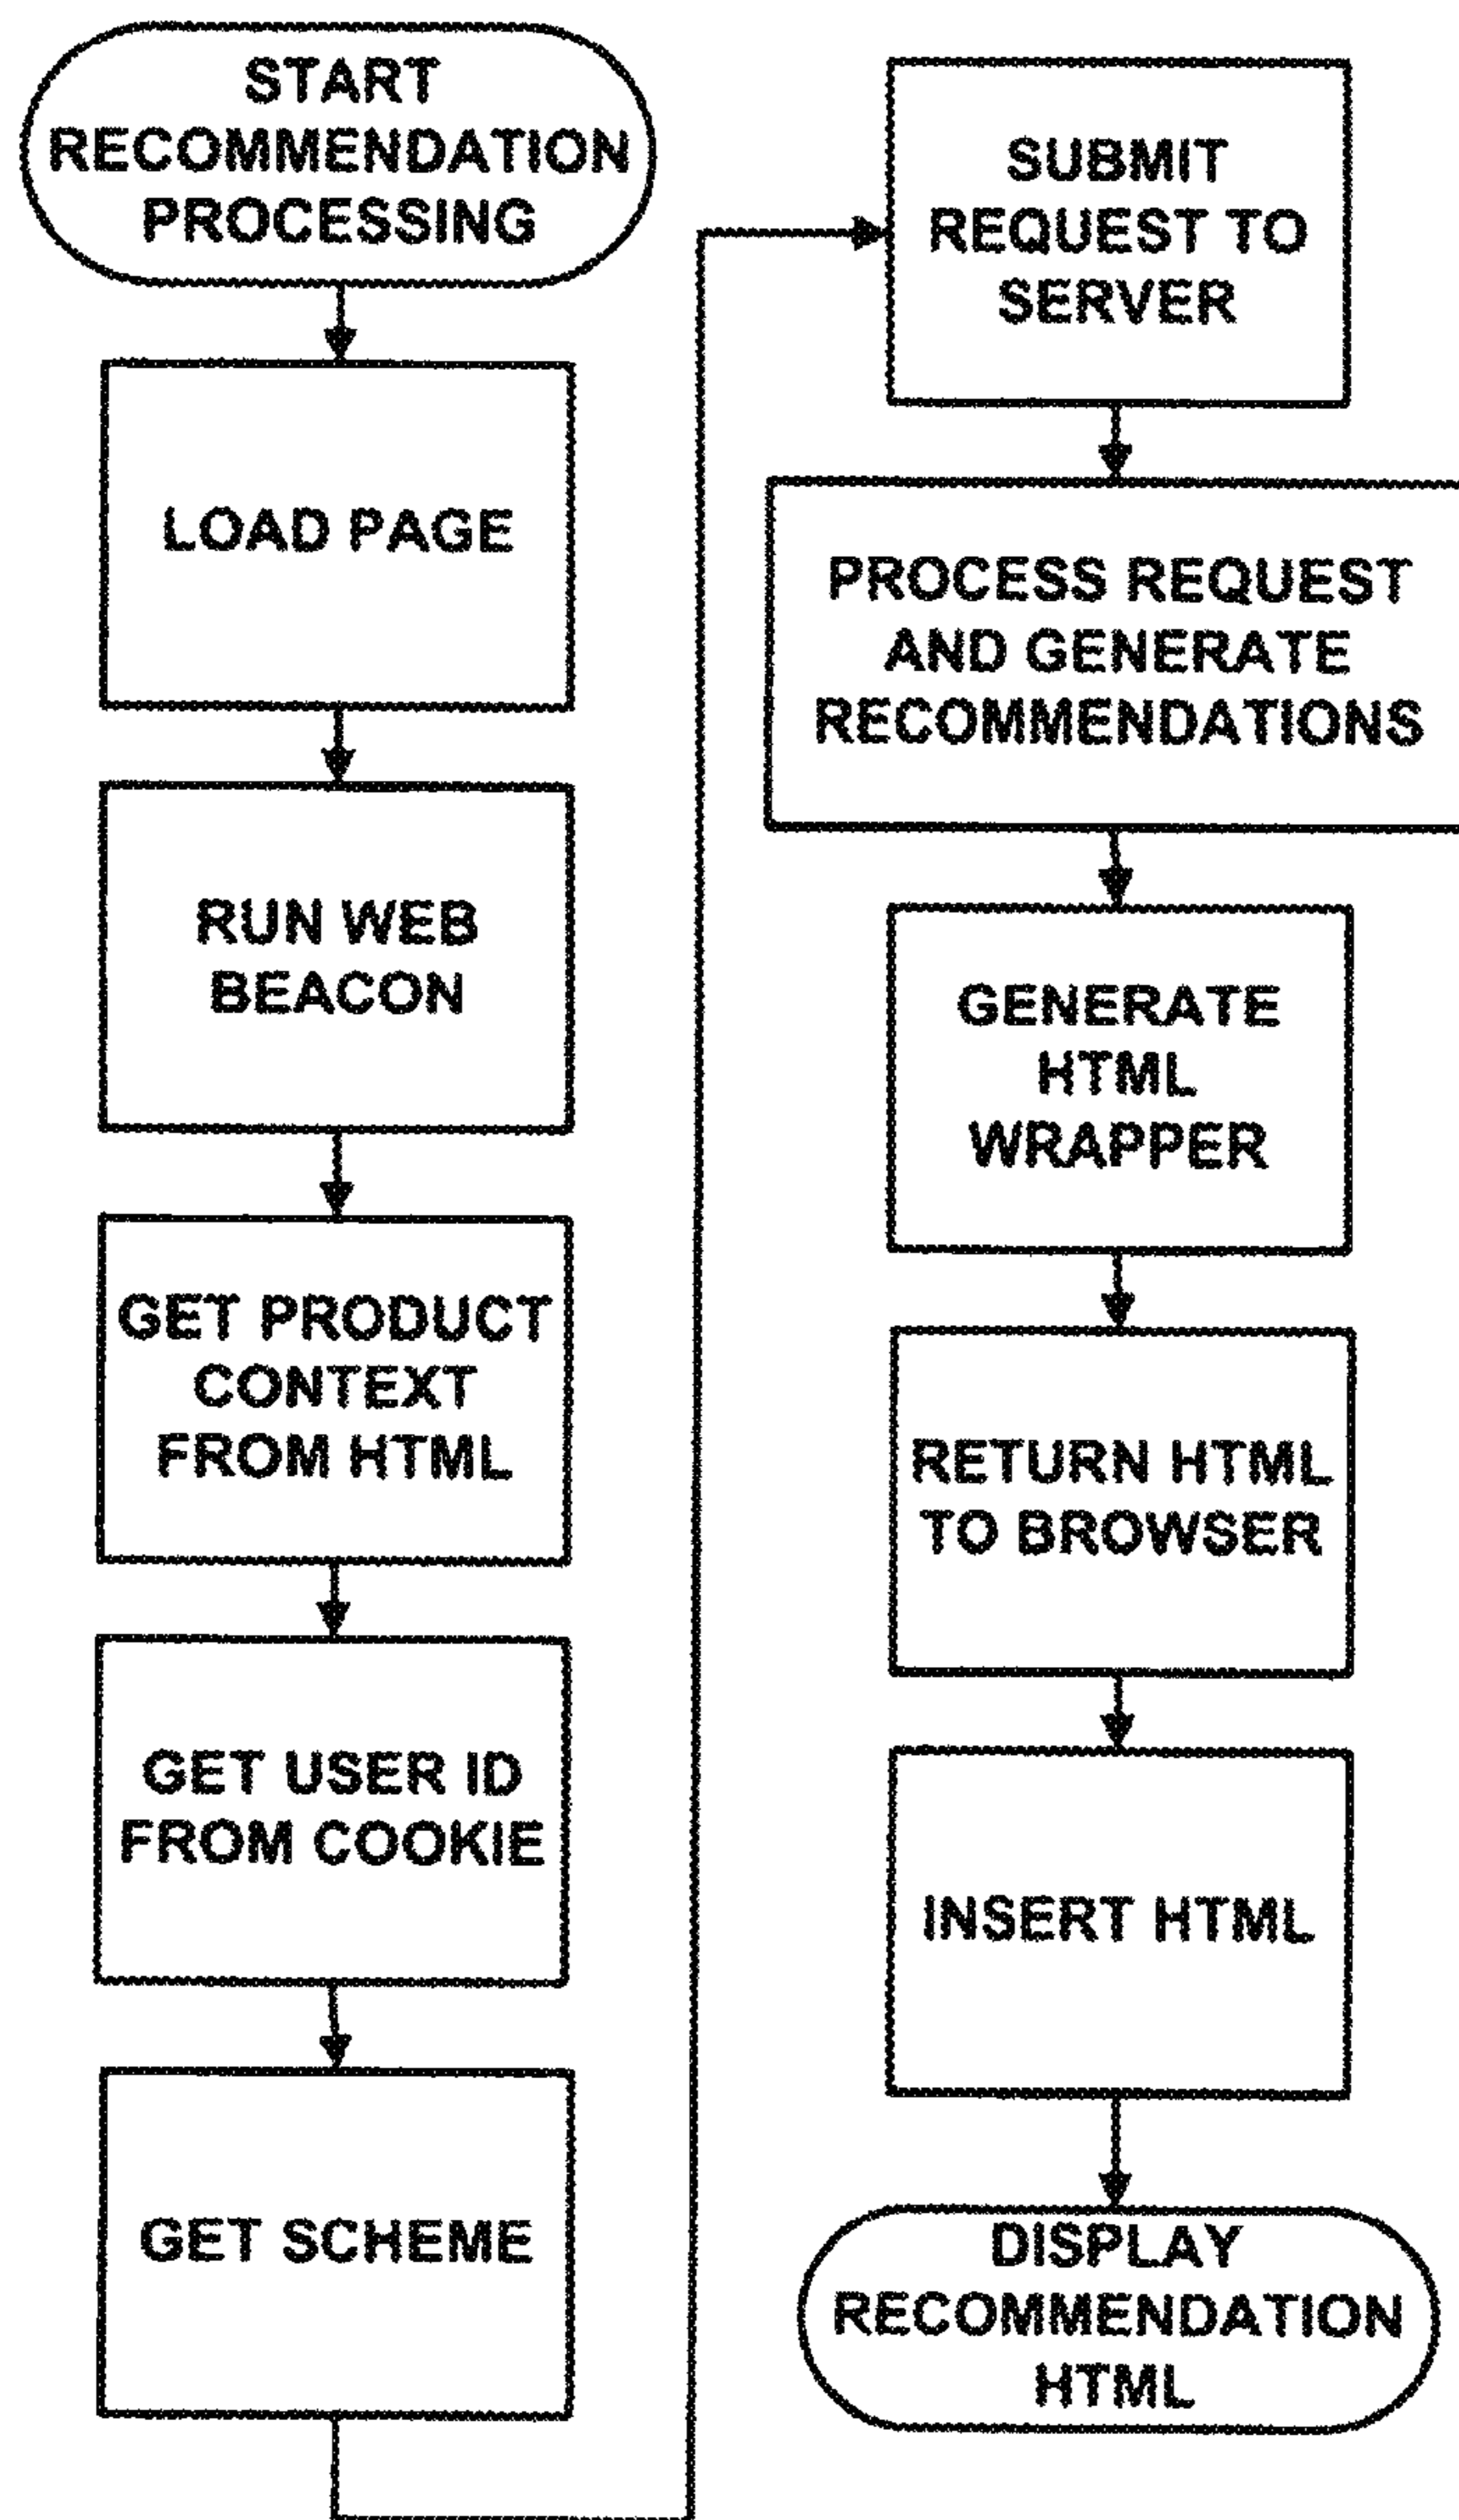 START
RECOMMENDATION
PROCESSING
LOAD PAGE
RUN WEB
BEACON
GET PRODUCT
CONTEXT
FROM HTML
GET USER ID
FROM COOKIE
GET SCHEME
SUBMIT
REQUEST TO
SERVER
PROCESS REQUEST
AND GENERATE
RECOMMENDATIONS
GENERATE
HTML
WRAPPER
RETURN HTML
TO BROWSER
INSERT HTML
DISPLAY
RECOMMENDATION
HTML